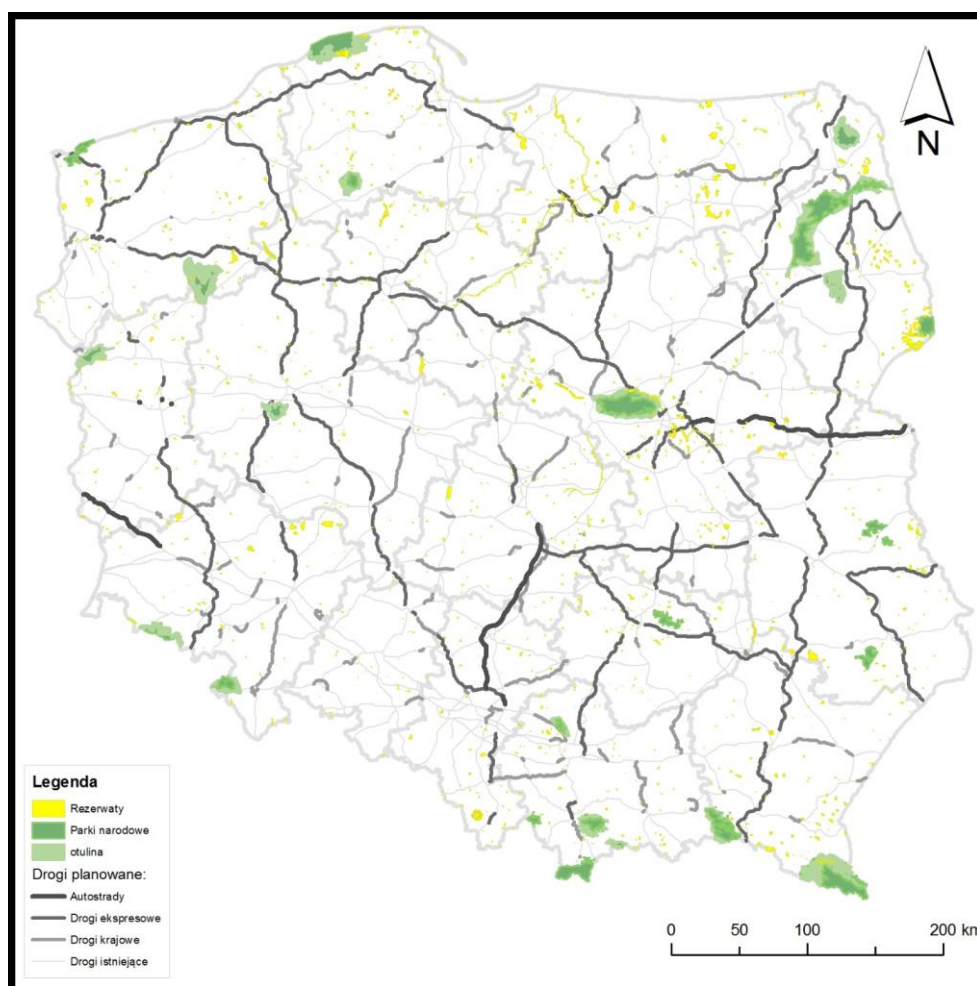 N
Legenda
Rezerwaty
Parki narodowe
otulina
Drogi planowane:
Autostrady
Drogi ekspresowe
Drogi krajowe
Drogi istniejące
0 50 100 200 km